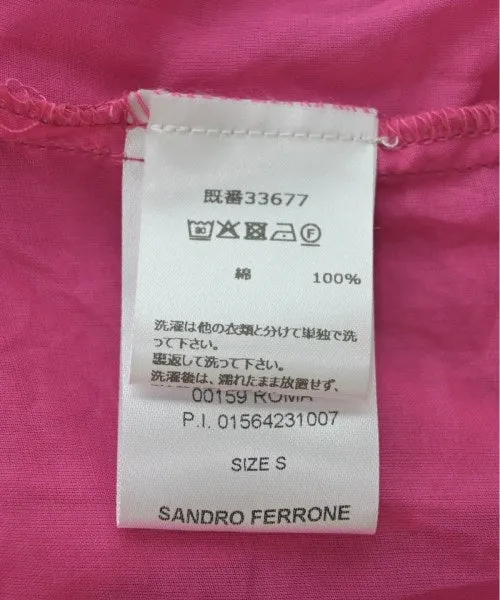 既番33677
綿 100%
洗濯は他の衣類と分けて単独で洗
って下さい。
裏返して洗って下さい。
洗濯後は、濡れたまま放置せず、
00159 ROMA
P.I. 01564231007
SIZE S
SANDRO FERRONE